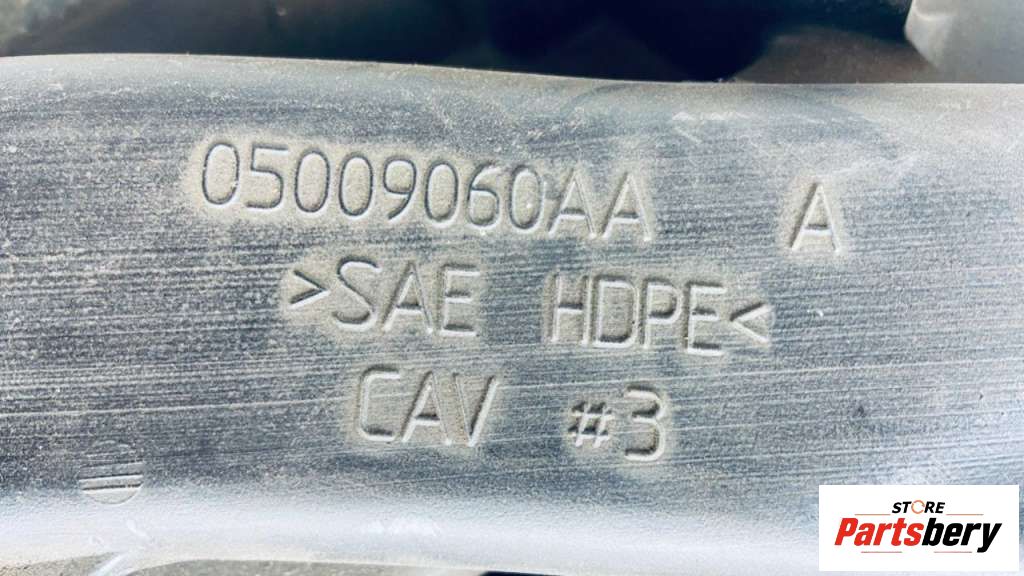 05009060AA A
>SAE HDPE<
CAV #3
STORE
Partsbery